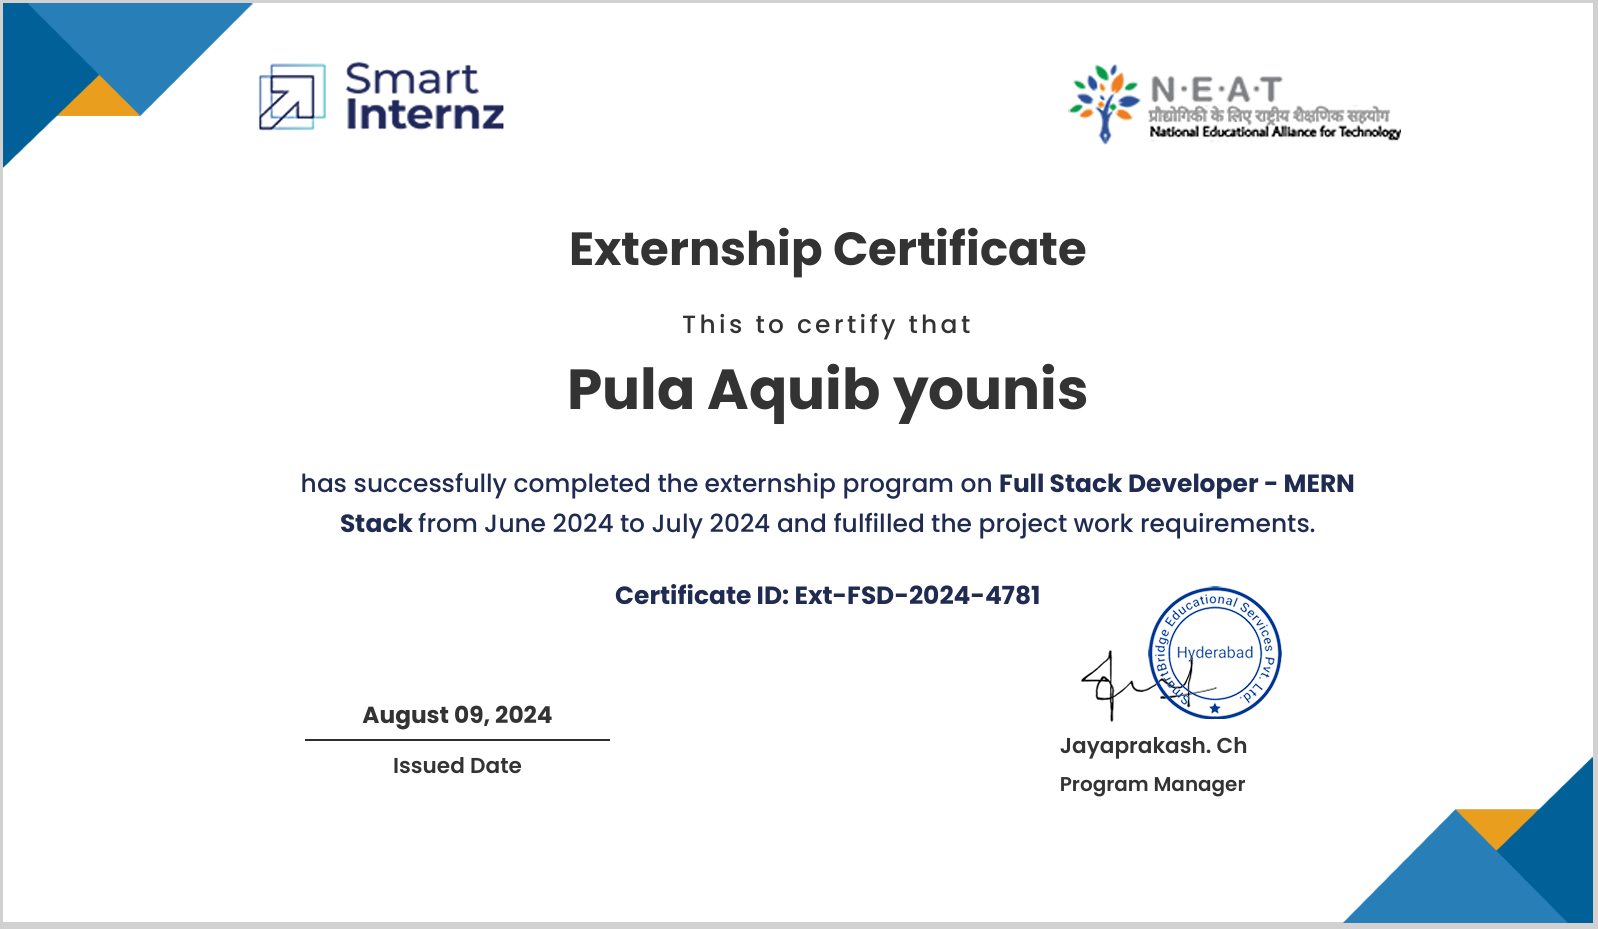 Smart
Internz
N·E·A·T
प्रौद्योगिकी के लिए राष्ट्रीय शैक्षणिक सहयोग
National Educational Alliance for Technology
Externship Certificate
This to certify that
Pula Aquib younis
has successfully completed the externship program on Full Stack Developer - MERN
Stack from June 2024 to July 2024 and fulfilled the project work requirements.
Certificate ID: Ext-FSD-2024-4781
SmartBridge Educational Services Pvt. Ltd.
Hyderabad
August 09, 2024
Issued Date
Jayaprakash. Ch
Program Manager